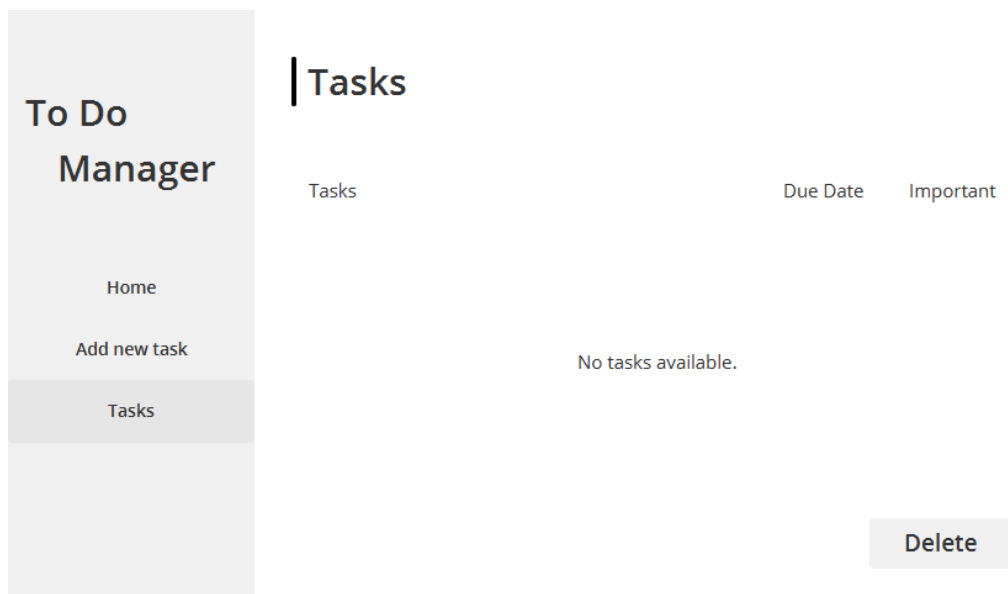 To Do
Manager
Home
Add new task
Tasks
Tasks
Tasks Due Date Important
No tasks available.
Delete